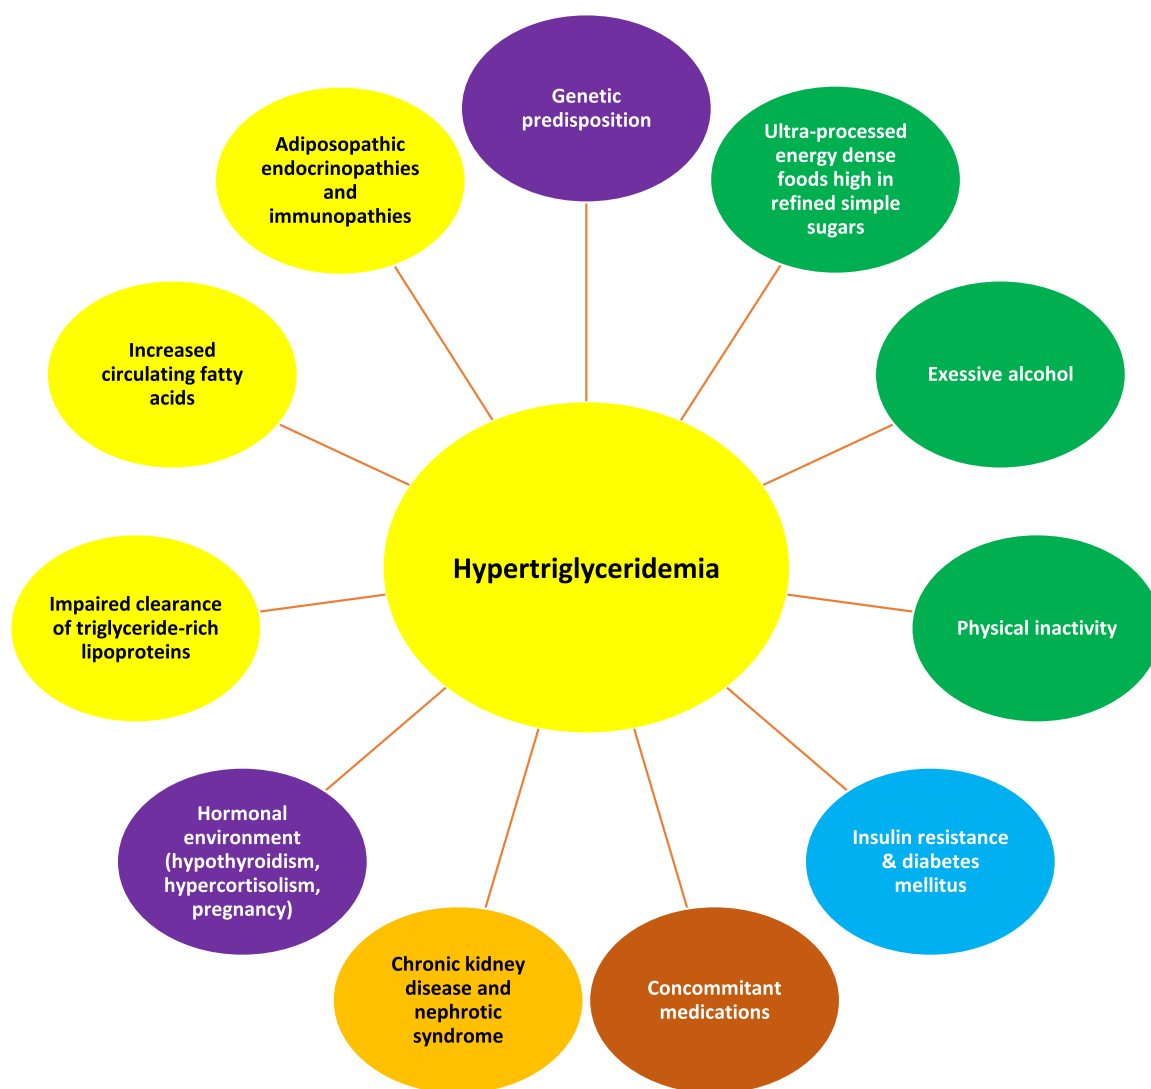 Genetic
predisposition
Ultra-processed
energy dense
foods high in
refined simple
sugars
Exessive alcohol
Physical inactivity
Insulin resistance
& diabetes
mellitus
Concommitant
medications
Chronic kidney
disease and
nephrotic
syndrome
Hormonal
environment
(hypothyroidism,
hypercortisolism,
pregnancy)
Impaired clearance
of triglyceride-rich
lipoproteins
Increased
circulating fatty
acids
Adiposopathic
endocrinopathies
and
immunopathies
Hypertriglyceridemia